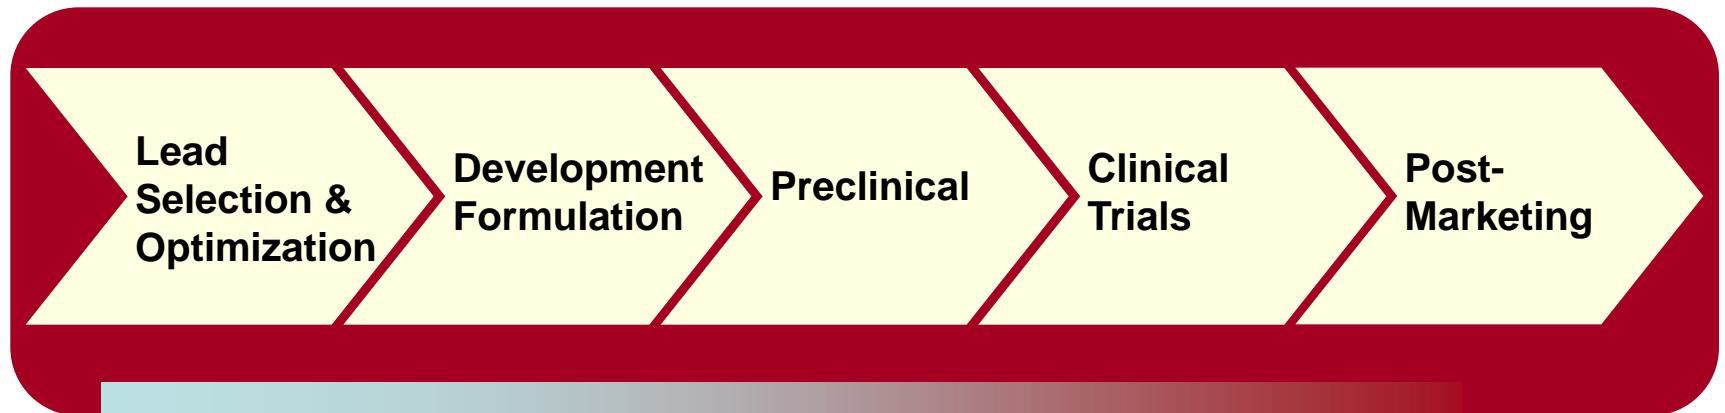 Lead
Selection &
Optimization
Development
Formulation
Preclinical
Clinical
Trials
Post-
Marketing